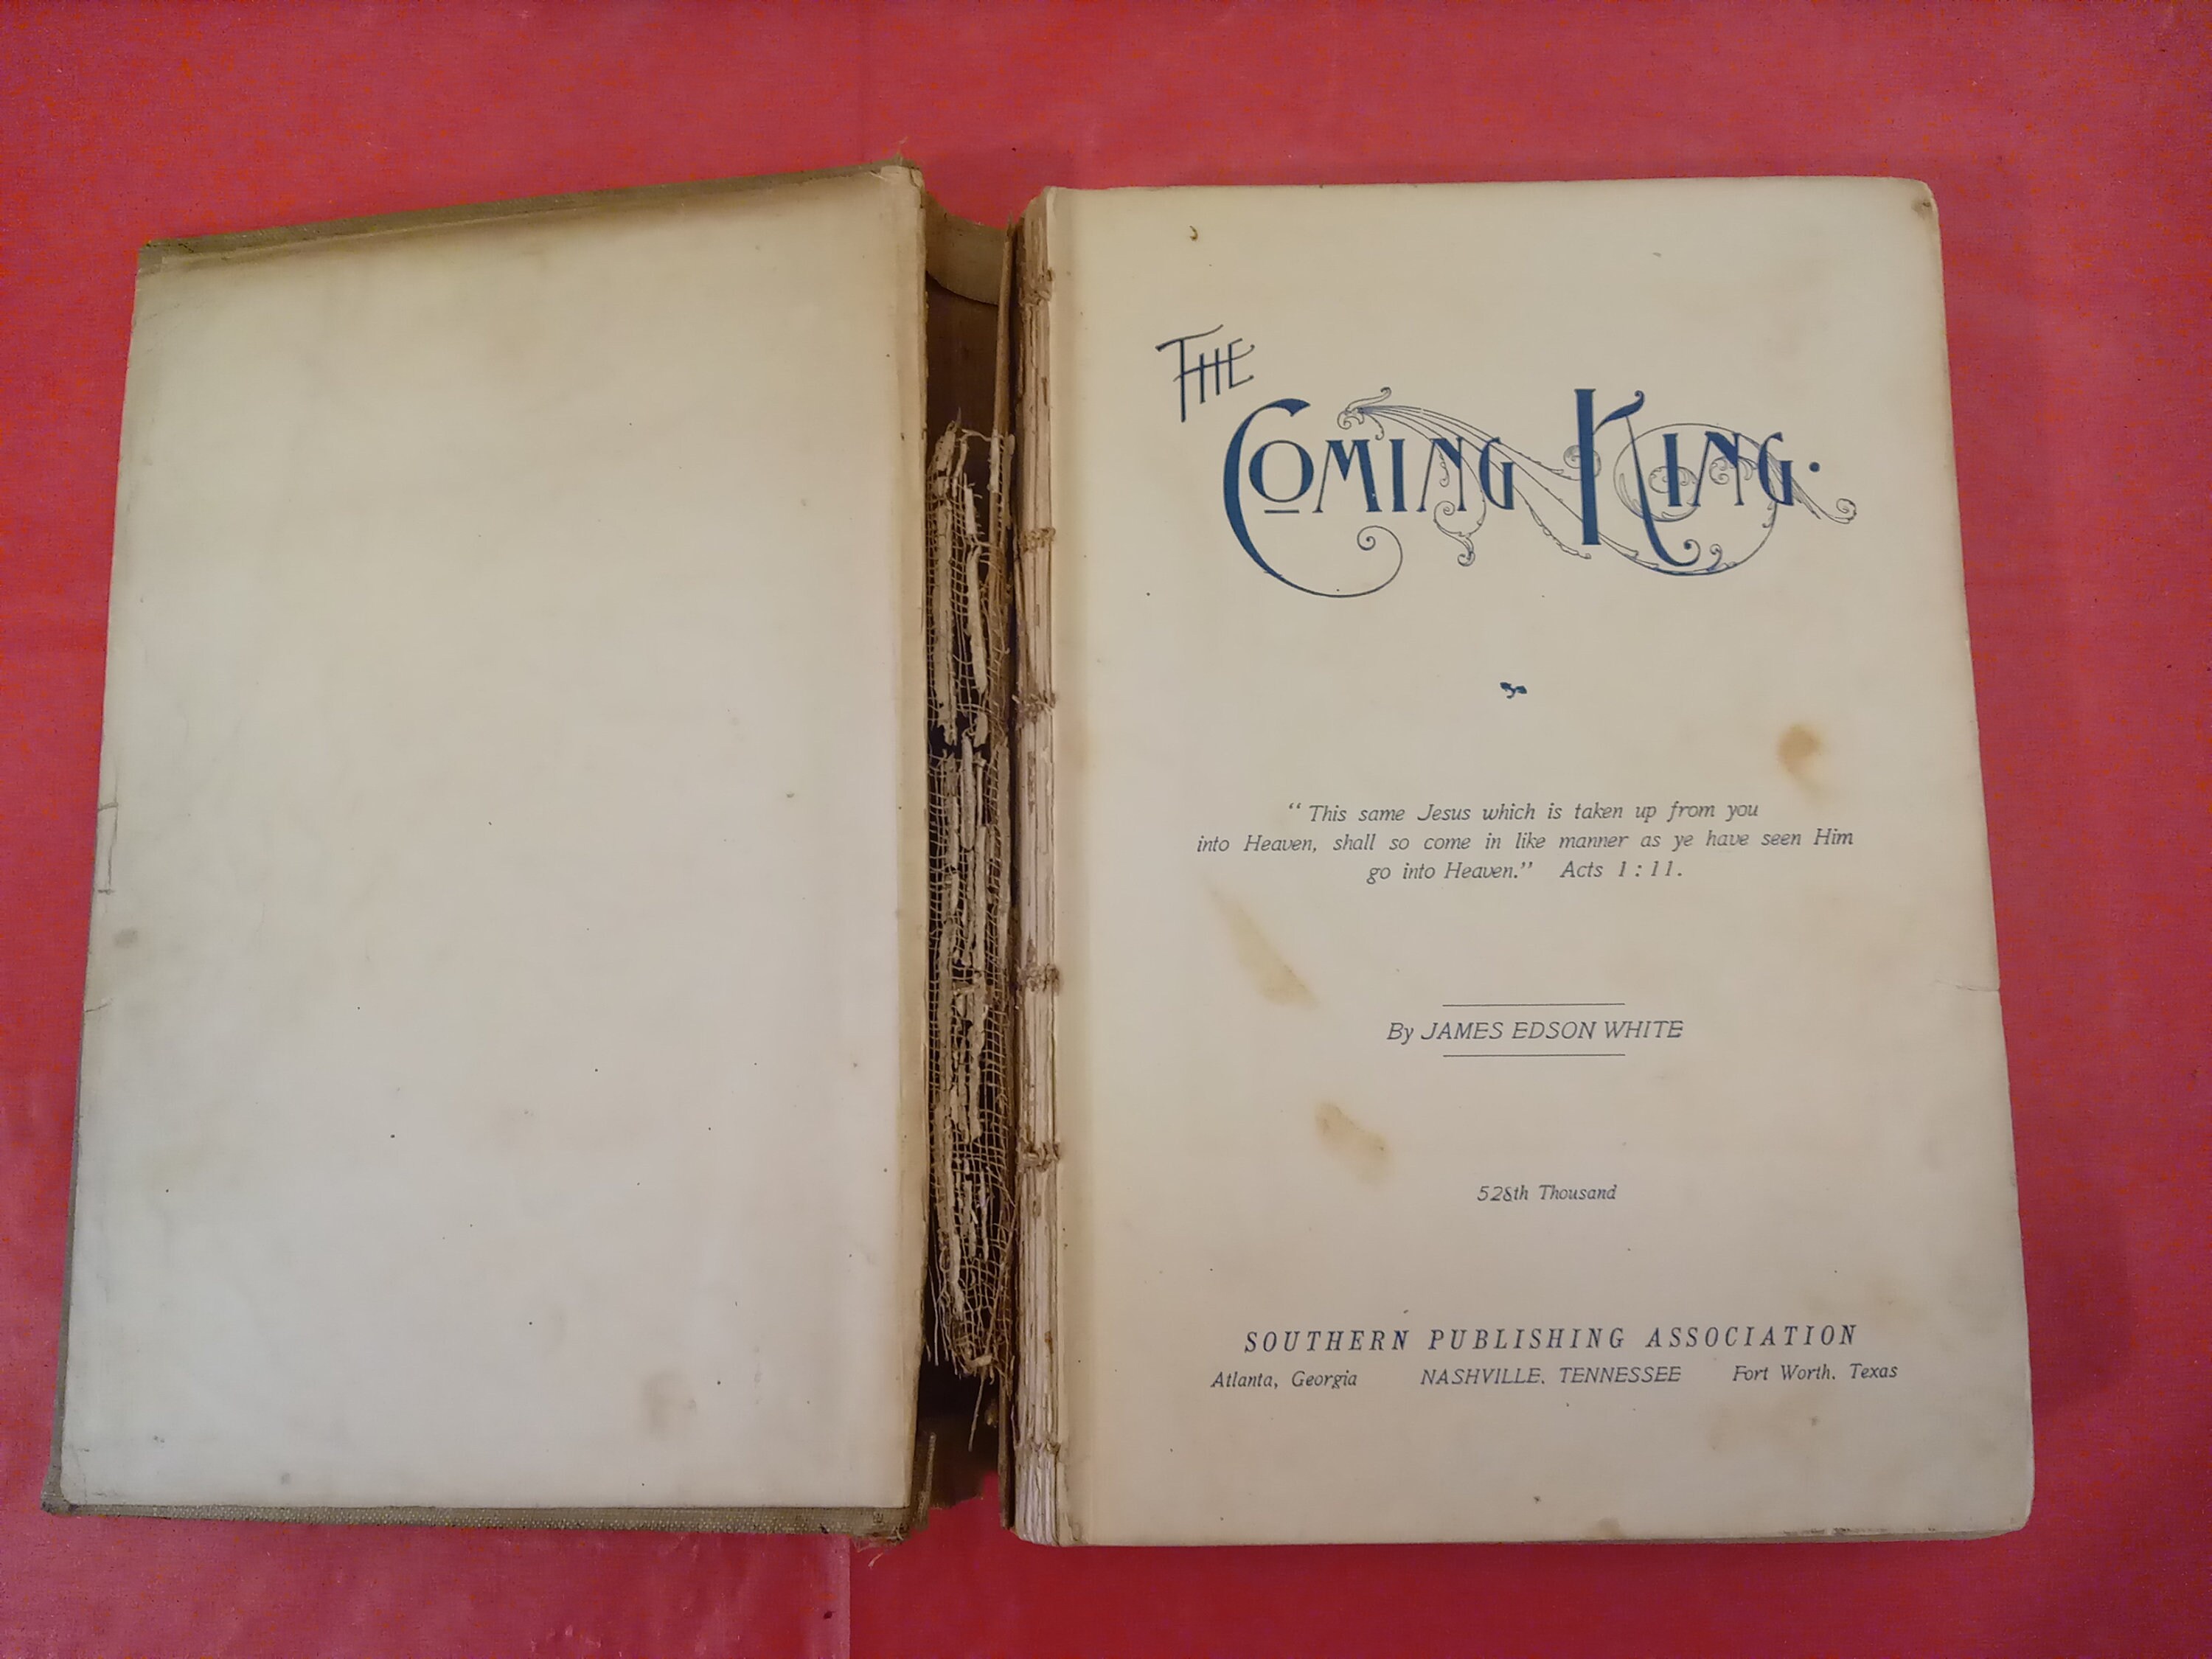 THE
COMING KING.
“This same Jesus which is taken up from you
into Heaven, shall so come in like manner as ye have seen Him
go into Heaven.” Acts 1:11.
By JAMES EDSON WHITE
528th Thousand
SOUTHERN PUBLISHING ASSOCIATION
Atlanta, Georgia NASHVILLE, TENNESSEE Fort Worth, Texas